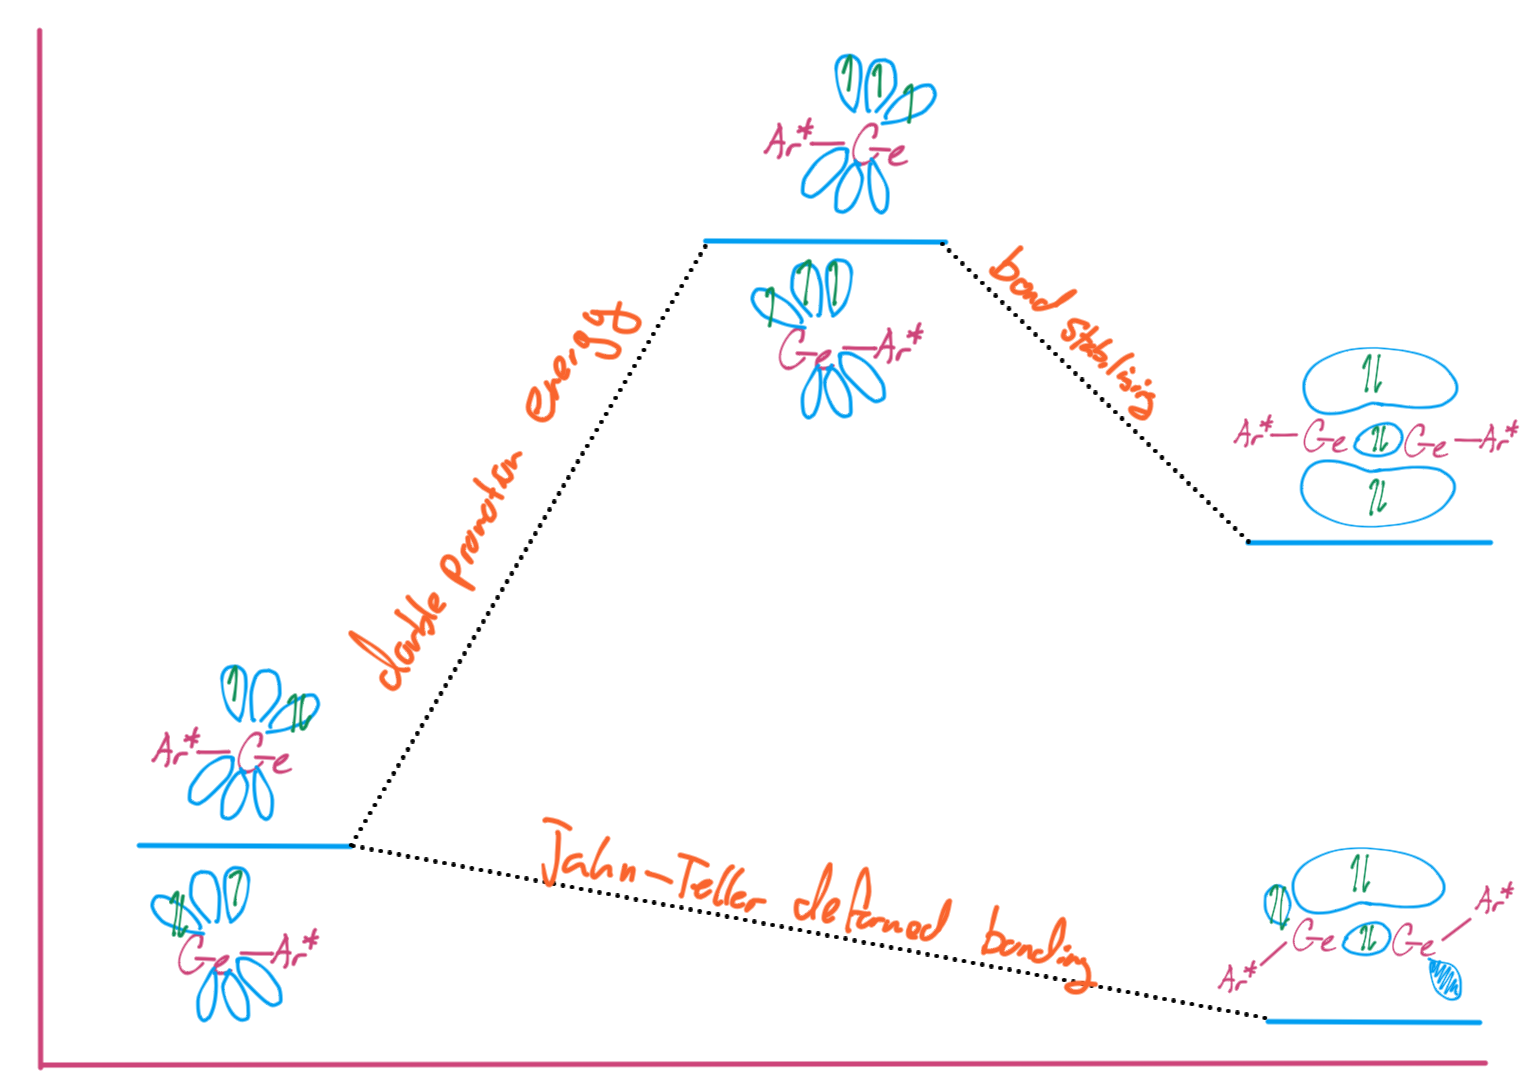 Ar*—Ge
Ge—Ar*
double promotion energy
bond stabilising
Ar*—Ge Ge—Ar*
Ar*—Ge
Ge—Ar*
Jahn-Teller deformed bonding
Ar*
Ge Ge
Ar*